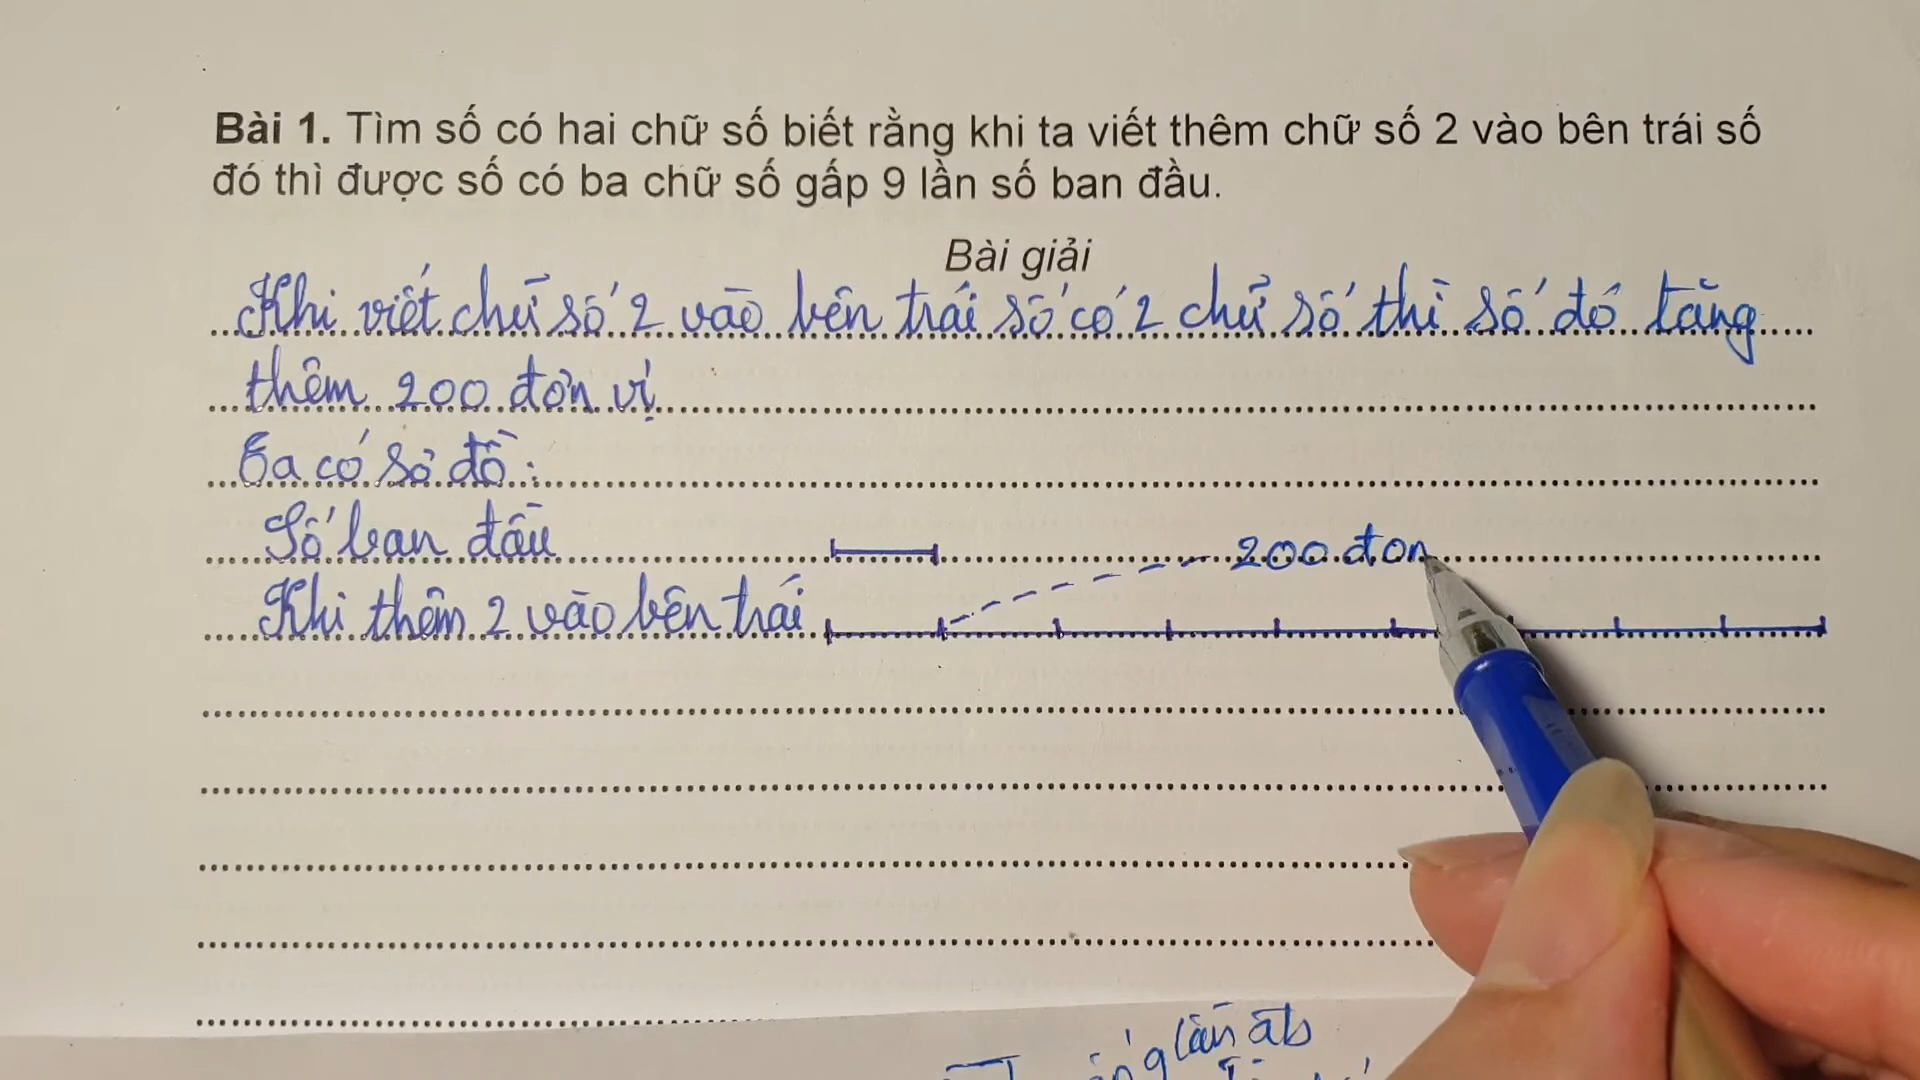 Bài 1. Tìm số có hai chữ số biết rằng khi ta viết thêm chữ số 2 vào bên trái số
đó thì được số có ba chữ số gấp 9 lần số ban đầu.
Bài giải
Khi viết chữ số 2 vào bên trái số có 2 chữ số thì số đó tăng
thêm 200 đơn vị
Ta có sơ đồ:
Số ban đầu
200 đơn
Khi thêm 2 vào bên trái
lần ab